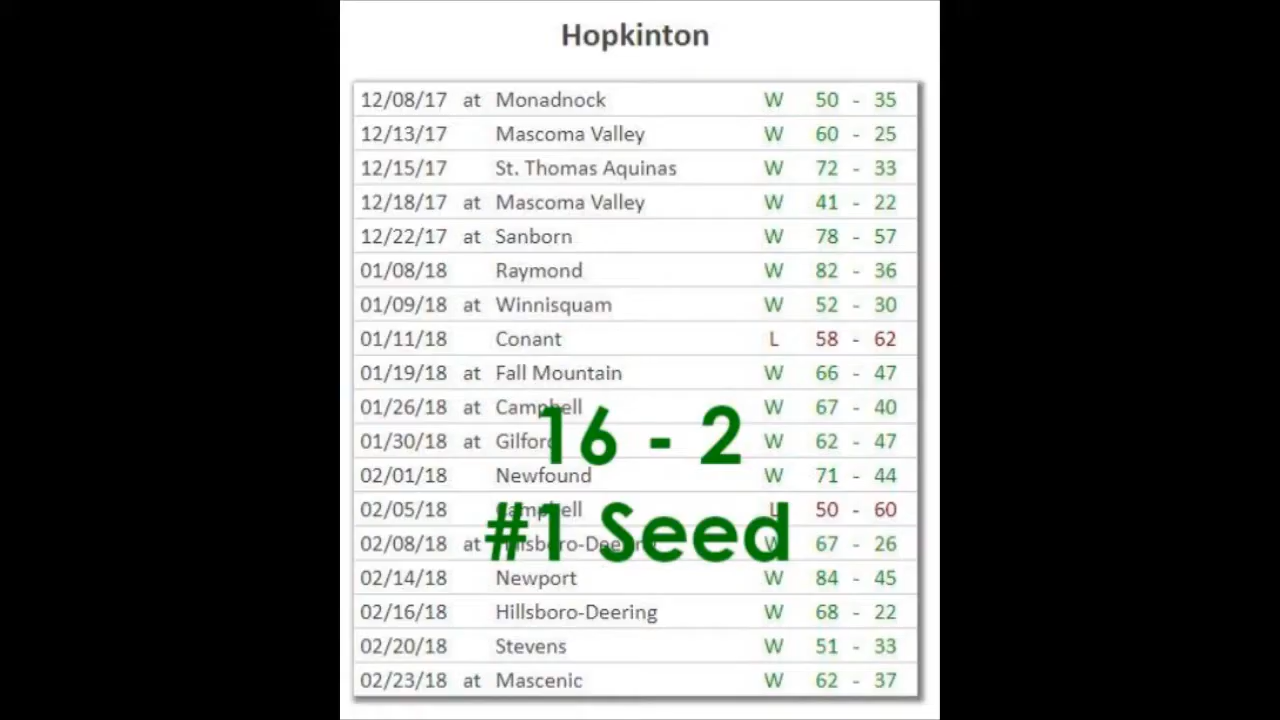 Hopkinton
12/08/17 at Monadnock W 50 - 35
12/13/17 Mascoma Valley W 60 - 25
12/15/17 St. Thomas Aquinas W 72 - 33
12/18/17 at Mascoma Valley W 41 - 22
12/22/17 at Sanborn W 78 - 57
01/08/18 Raymond W 82 - 36
01/09/18 at Winnisquam W 52 - 30
01/11/18 Conant L 58 - 62
01/19/18 at Fall Mountain W 66 - 47
01/26/18 at Campbell W 67 - 40
01/30/18 at Gilford W 62 - 47
16 - 2
02/01/18 Newfound W 71 - 44
02/05/18 Campbell L 50 - 60
#1 Seed
02/08/18 at Hillsboro-Deering W 67 - 26
02/14/18 Newport W 84 - 45
02/16/18 Hillsboro-Deering W 68 - 22
02/20/18 Stevens W 51 - 33
02/23/18 at Mascenic W 62 - 37